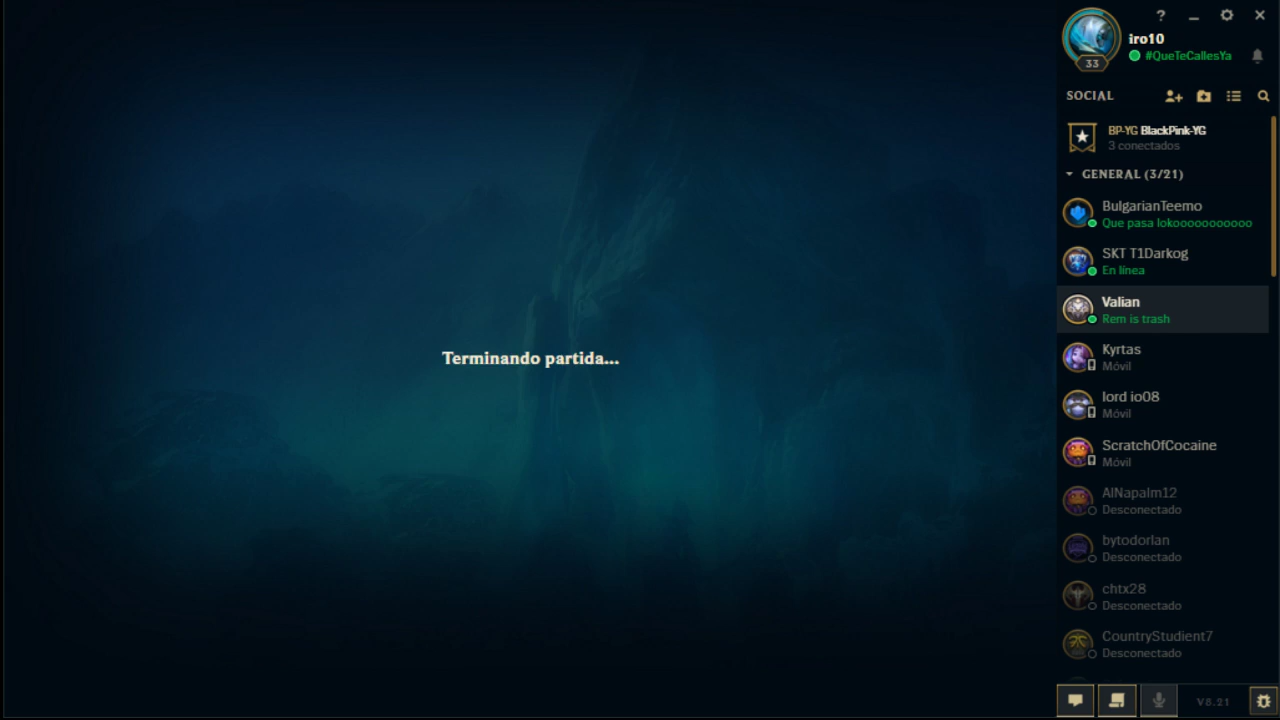 ?
iro10
#QueTeCallesYa
33
SOCIAL
BP-YG BlackPink-YG
3 conectados
GENERAL (3/21)
BulgarianTeemo
Que pasa lokooooooooooo
SKT T1Darkog
En línea
Valian
Rem is trash
Terminando partida...
Kyrtas
Móvil
lord io08
Móvil
ScratchOfCocaine
Móvil
AlNapalm12
Desconectado
bytodorlan
Desconectado
chtx28
Desconectado
CountryStudient7
Desconectado
V8.21